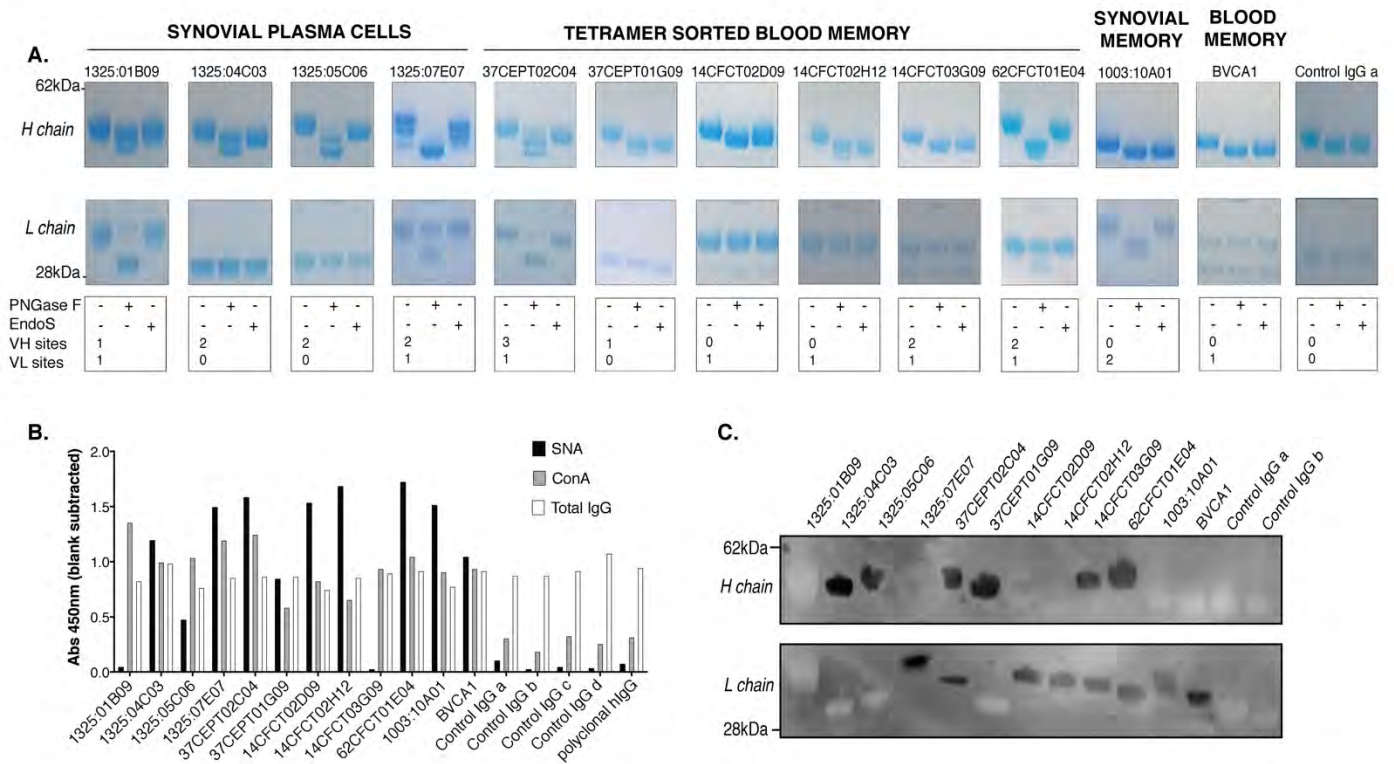 SYNOVIAL PLASMA CELLS
TETRAMER SORTED BLOOD MEMORY
SYNOVIAL MEMORY
BLOOD MEMORY
A.
1325:01B09 1325:04C03 1325:05C06 1325:07E07 37CEPT02C04 37CEPT01G09 14CFCT02D09 14CFCT02H12 14CFCT03G09 62CFCT01E04 1003:10A01 BVCA1 Control IgG a
62kDa
H chain
L chain
28kDa
PNGase F - + - - + - - + - - + - - + - - + - - + - - + - - + - - + - - + - - + - - + -
EndoS - - + - - + - - + - - + - - + - - + - - + - - + - - + - - + - - + - - + - - +
VH sites 1 2 2 2 3 1 0 0 2 2 0 0 0
VL sites 1 0 0 1 1 0 1 1 1 1 2 1 0
B.
Abs 450nm (blank subtracted)
2.0
1.5
1.0
0.5
0.0
SNA
ConA
Total IgG
1325:01B09
1325:04C03
1325:05C06
1325:07E07
37CEPT02C04
37CEPT01G09
14CFCT02D09
14CFCT02H12
14CFCT03G09
62CFCT01E04
1003:10A01
BVCA1
Control IgG a
Control IgG b
Control IgG c
Control IgG d
polyclonal hIgG
C.
1325:01B09
1325:04C03
1325:05C06
1325:07E07
37CEPT02C04
37CEPT01G09
14CFCT02D09
14CFCT02H12
14CFCT03G09
62CFCT01E04
1003:10A01
BVCA1
Control IgG a
Control IgG b
62kDa
H chain
L chain
28kDa